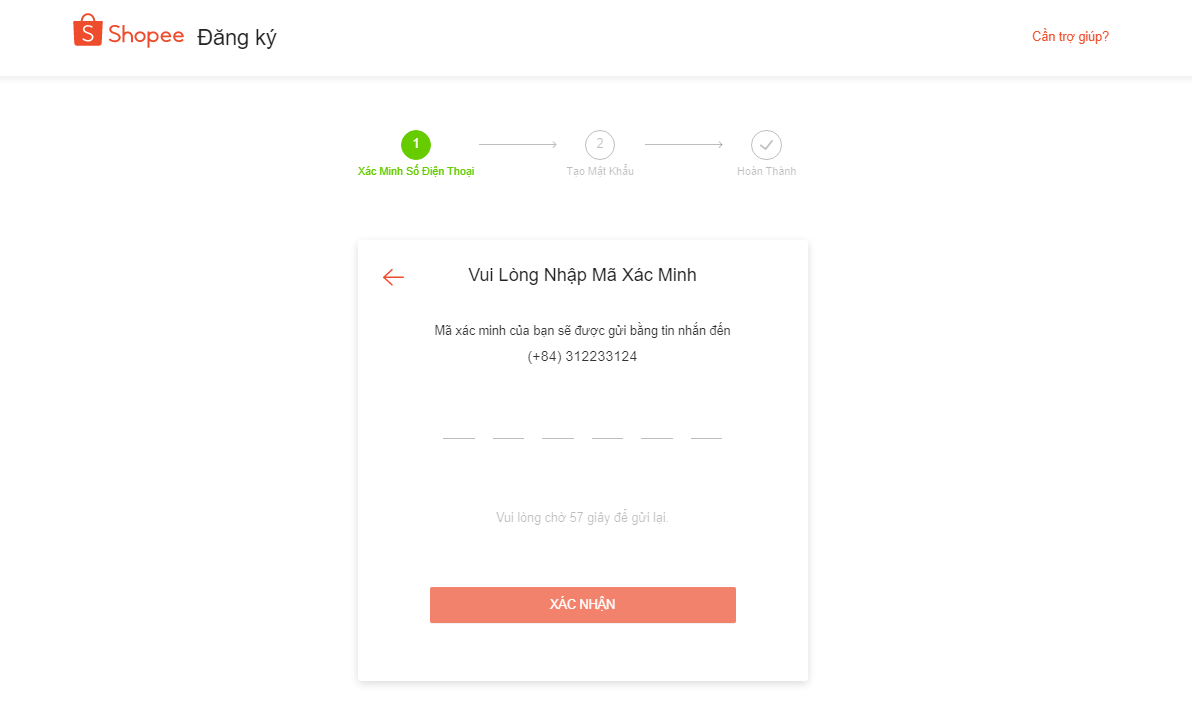 Shopee Đăng ký
Cần trợ giúp?
1
2
Xác Minh Số Điện Thoại
Tạo Mật Khẩu
Hoàn Thành
Vui Lòng Nhập Mã Xác Minh
Mã xác minh của bạn sẽ được gửi bằng tin nhắn đến
(+84) 312233124
Vui lòng chờ 57 giây để gửi lại.
XÁC NHẬN